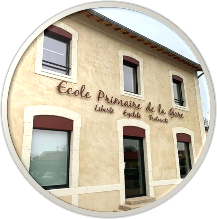 Ecole Primaire de la Gare
Liberté Egalité Fraternité